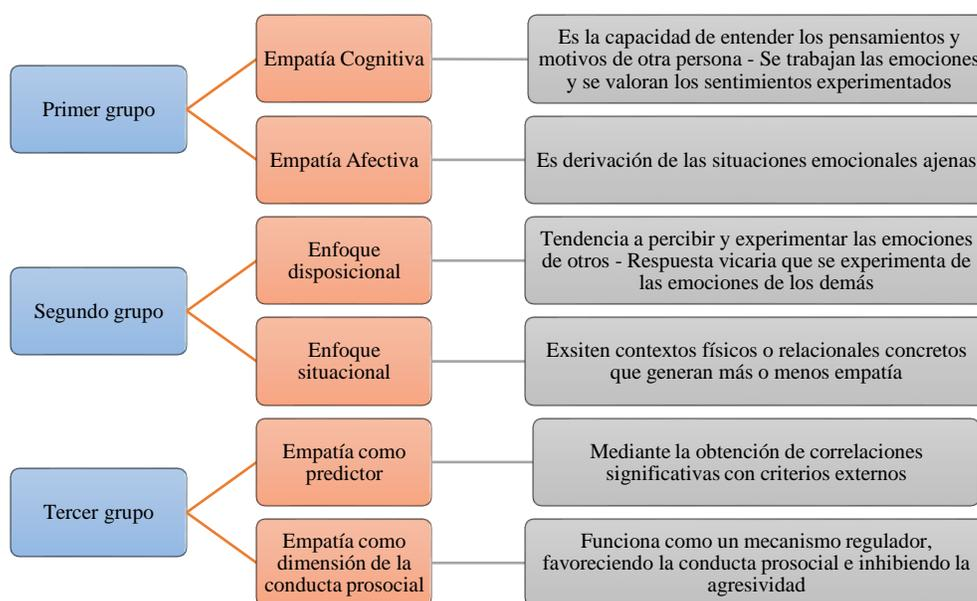 Primer grupo
Empatía Cognitiva
Es la capacidad de entender los pensamientos y
motivos de otra persona - Se trabajan las emociones
y se valoran los sentimientos experimentados
Empatía Afectiva
Es derivación de las situaciones emocionales ajenas
Segundo grupo
Enfoque
disposicional
Tendencia a percibir y experimentar las emociones
de otros - Respuesta vicaria que se experimenta de
las emociones de los demás
Enfoque
situacional
Exsiten contextos físicos o relacionales concretos
que generan más o menos empatía
Tercer grupo
Empatía como
predictor
Mediante la obtención de correlaciones
significativas con criterios externos
Empatía como
dimensión de la
conducta prosocial
Funciona como un mecanismo regulador,
favoreciendo la conducta prosocial e inhibiendo la
agresividad